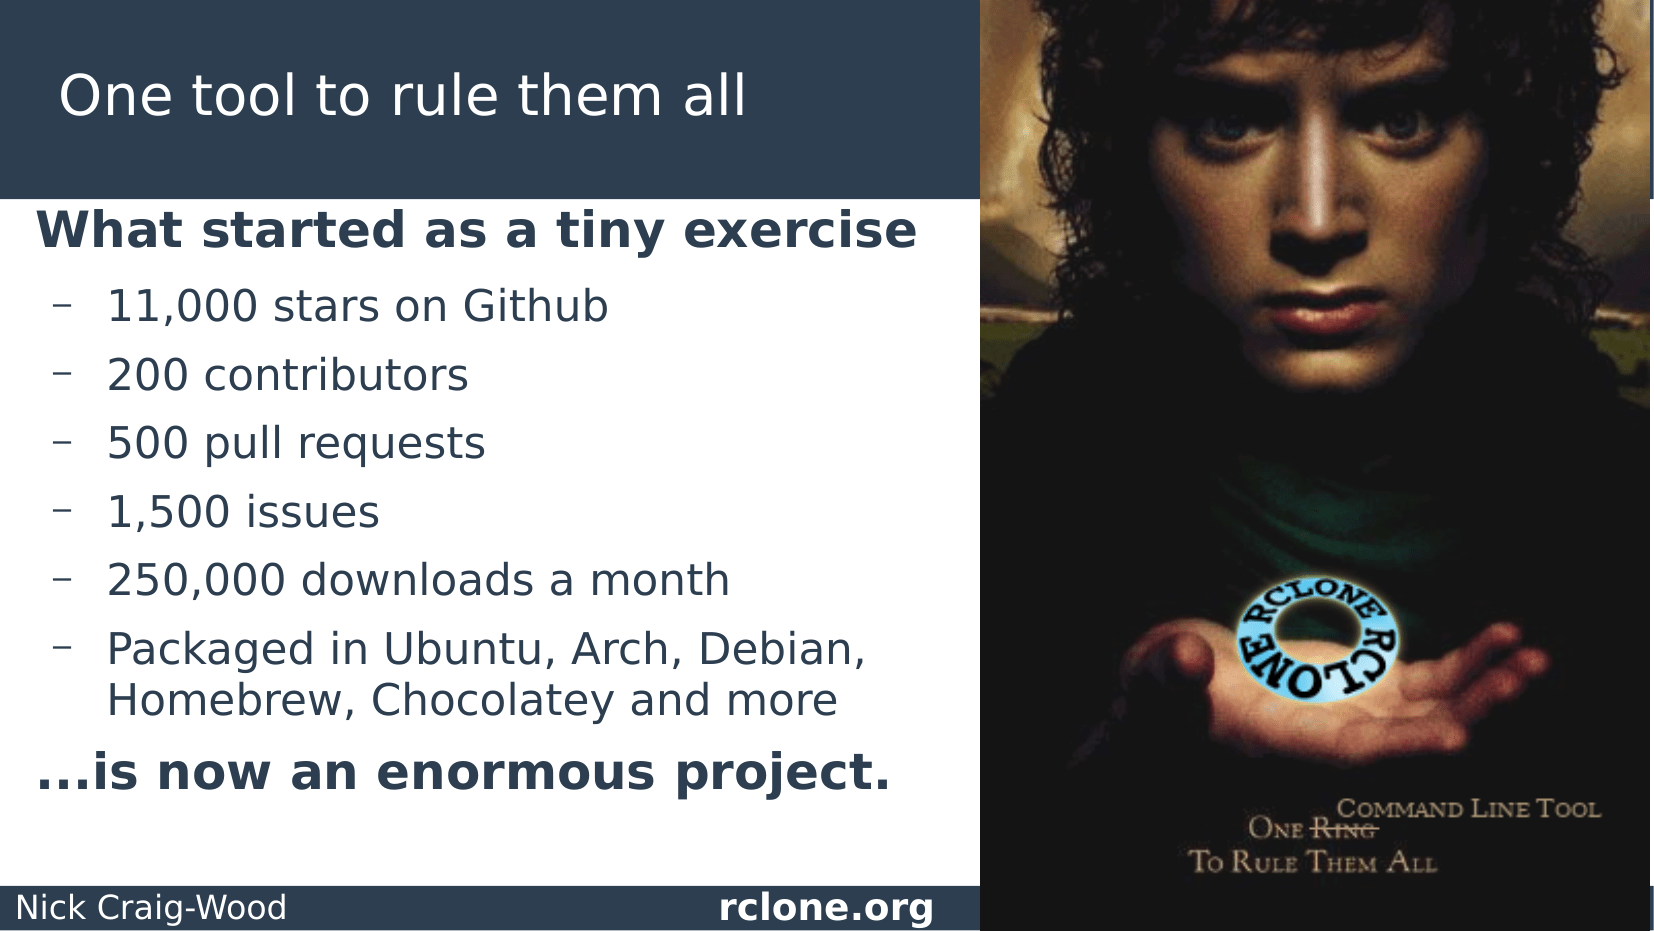 One tool to rule them all
What started as a tiny exercise
– 11,000 stars on Github
– 200 contributors
– 500 pull requests
– 1,500 issues
– 250,000 downloads a month
– Packaged in Ubuntu, Arch, Debian,
Homebrew, Chocolatey and more
...is now an enormous project.
RCLONE RCLONE RCLONE
COMMAND LINE TOOL
ONE RING
TO RULE THEM ALL
Nick Craig-Wood
rclone.org